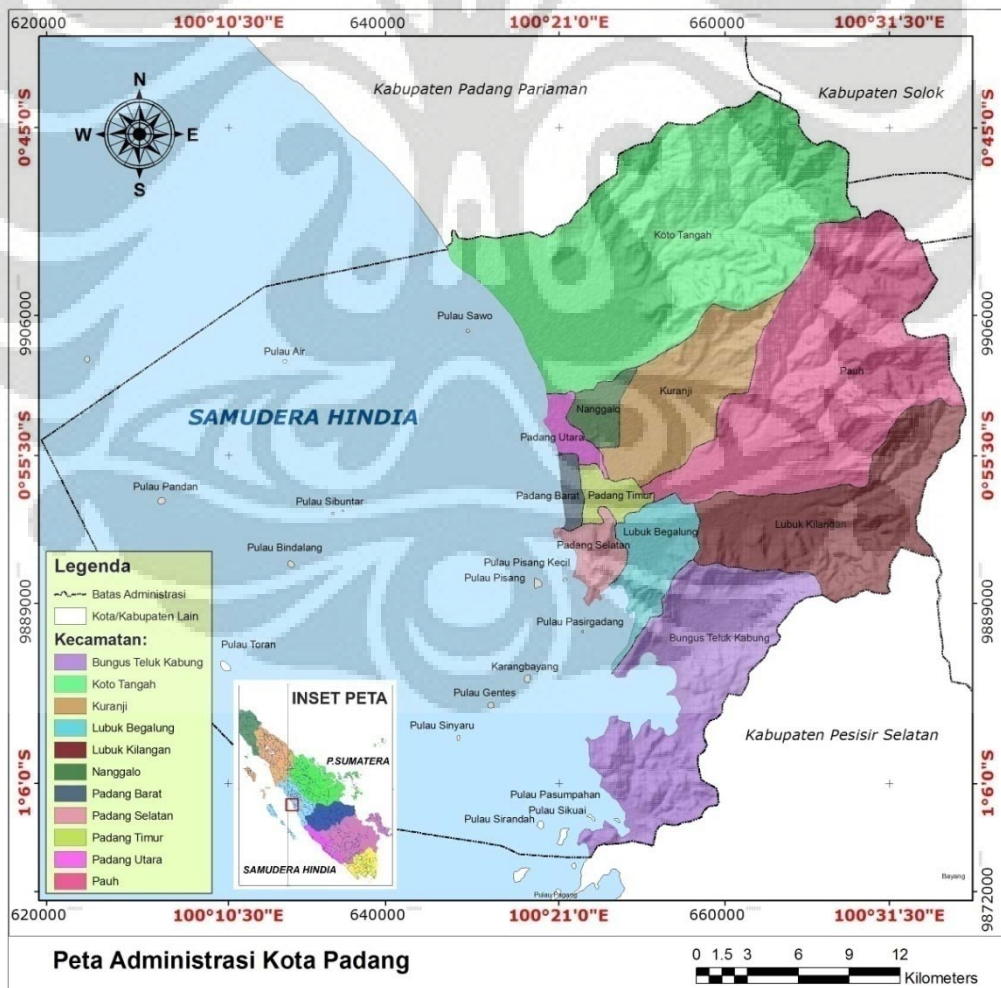 620000
100°10'30"E
640000
100°21'0"E
660000
100°31'30"E
Kabupaten Padang Pariaman
Kabupaten Solok
N
W
E
S
0°45'0"S
0°45'0"S
Koto Tangah
9906000
Pulau Sawo
9906000
Pulau Air
Pauh
Kuranji
SAMUDERA HINDIA
Nanggalo
Padang Utara
0°55'30"S
0°55'30"S
Pulau Pandan
Pulau Sibuntar
Padang Barat
Padang Timur
Lubuk Kilangan
Lubuk Begalung
Pulau Bindalang
Padang Selatan
Pulau Pisang Kecil
Pulau Pisang
9889000
9889000
Pulau Pasirgadang
Bungus Teluk Kabung
Pulau Toran
Karangbayang
Pulau Gentes
Pulau Sinyaru
Kabupaten Pesisir Selatan
1°6'0"S
1°6'0"S
Pulau Pasumpahan
Pulau Sikuai
Pulau Sirandah
Bayang
Pulau Pagang
9872000
Legenda
Batas Administrasi
Kota/Kabupaten Lain
Kecamatan:
Bungus Teluk Kabung
Koto Tangah
Kuranji
Lubuk Begalung
Lubuk Kilangan
Nanggalo
Padang Barat
Padang Selatan
Padang Timur
Padang Utara
Pauh
INSET PETA
P.SUMATERA
SAMUDERA HINDIA
620000
100°10'30"E
640000
100°21'0"E
660000
100°31'30"E
Peta Administrasi Kota Padang
0 1.5 3 6 9 12
Kilometers